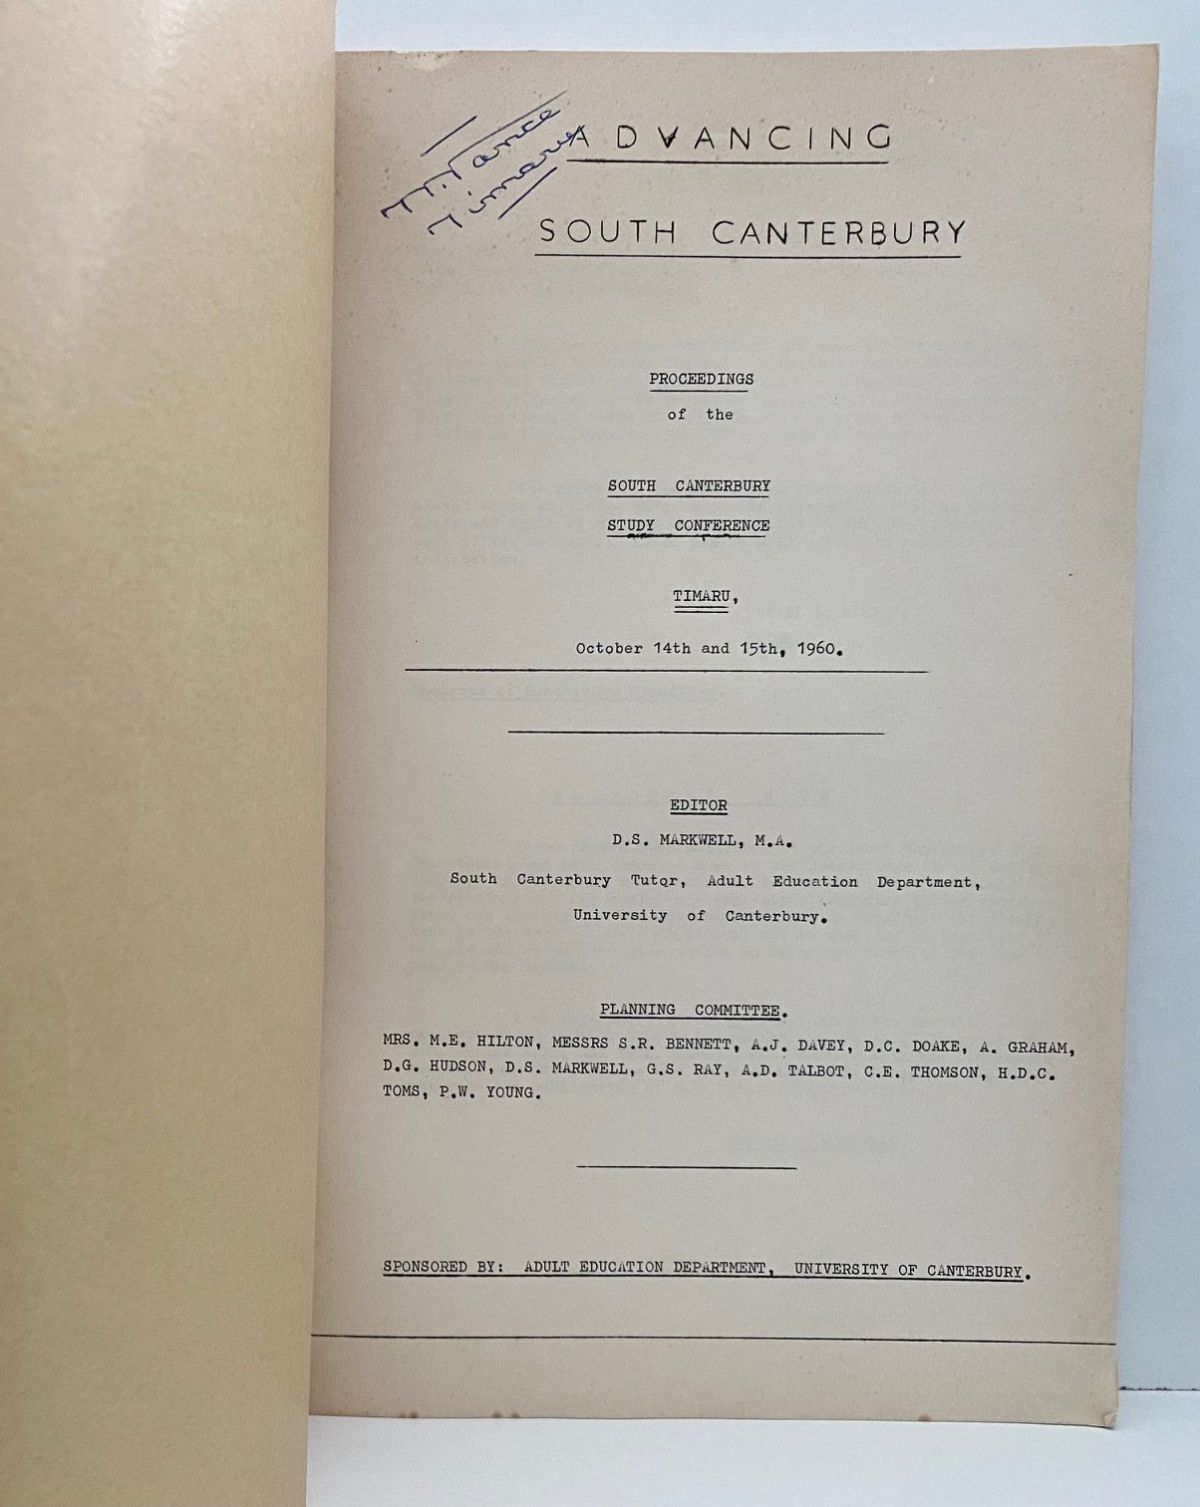 Timaru
ADVANCING
SOUTH CANTERBURY
PROCEEDINGS
of the
SOUTH CANTERBURY
STUDY CONFERENCE
TIMARU,
October 14th and 15th, 1960.
EDITOR
D.S. MARKWELL, M.A.
South Canterbury Tutor, Adult Education Department,
University of Canterbury.
PLANNING COMMITTEE.
MRS. M.E. HILTON, MESSRS S.R. BENNETT, A.J. DAVEY, D.C. DOAKE, A. GRAHAM,
D.G. HUDSON, D.S. MARKWELL, G.S. RAY, A.D. TALBOT, C.E. THOMSON, H.D.C.
TOMS, P.W. YOUNG.
SPONSORED BY: ADULT EDUCATION DEPARTMENT, UNIVERSITY OF CANTERBURY.